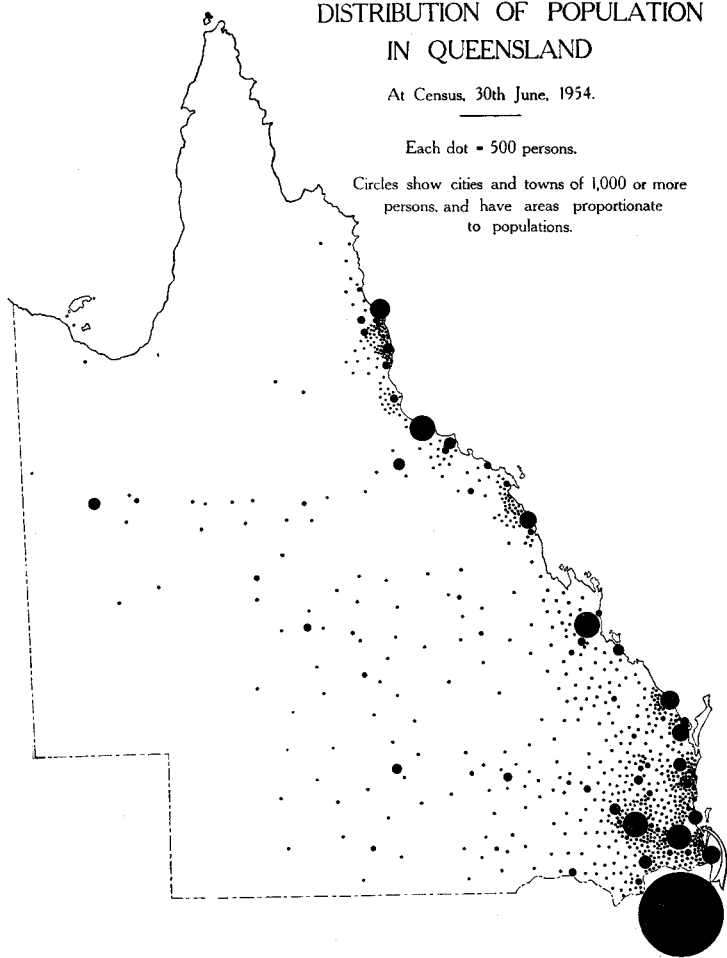 DISTRIBUTION OF POPULATION
IN QUEENSLAND
At Census, 30th June, 1954.
Each dot = 500 persons.
Circles show cities and towns of 1,000 or more
persons, and have areas proportionate
to populations.